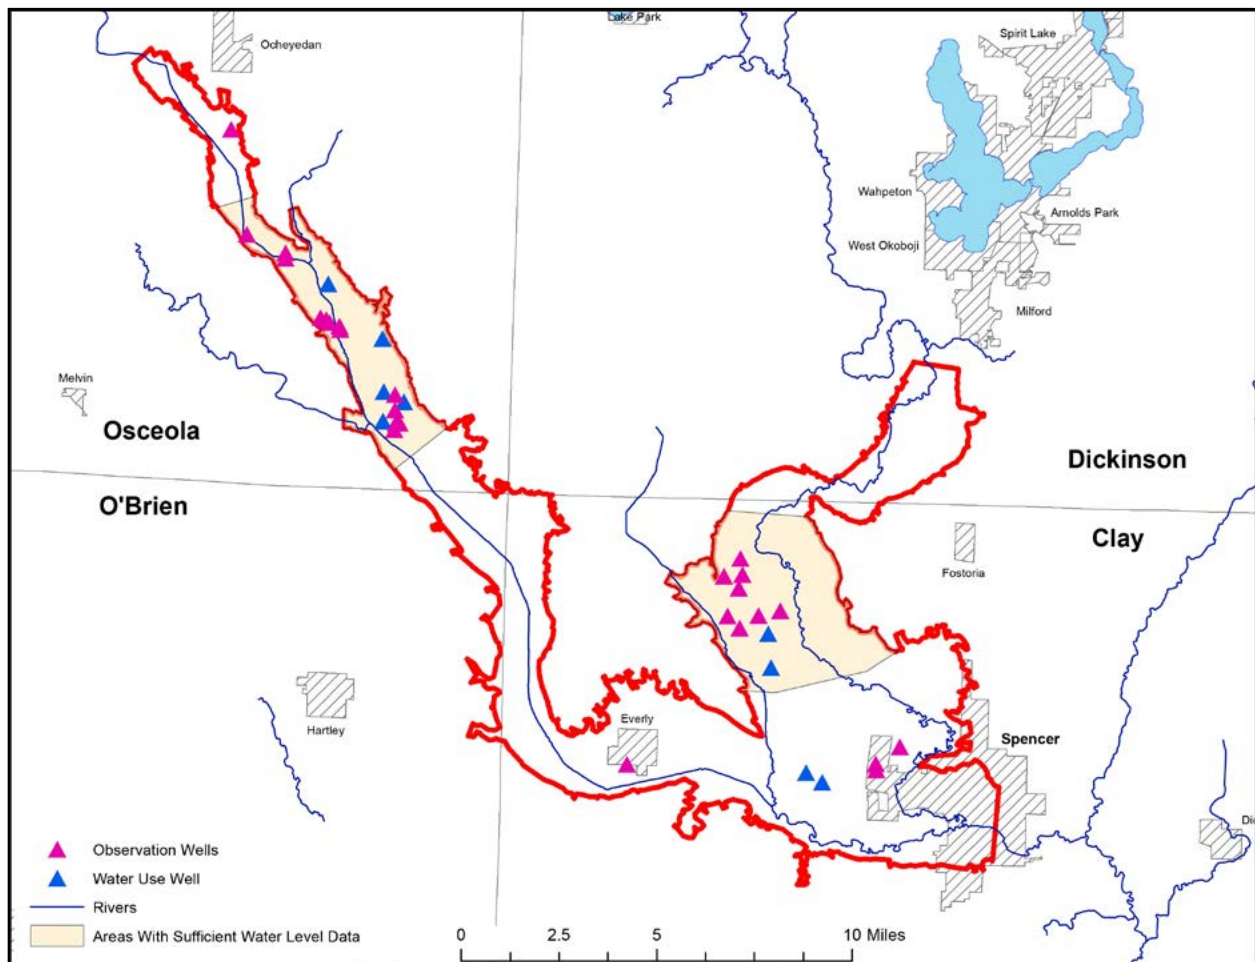 Lake Park
Spirit Lake
Ocheyedan
Wahpeton
Arnolds Park
West Okoboji
Milford
Melvin
Osceola
Dickinson
O'Brien
Clay
Fostoria
Everly
Hartley
Spencer
Observation Wells
Water Use Well
Rivers
Areas With Sufficient Water Level Data
0 2.5 5 10 Miles